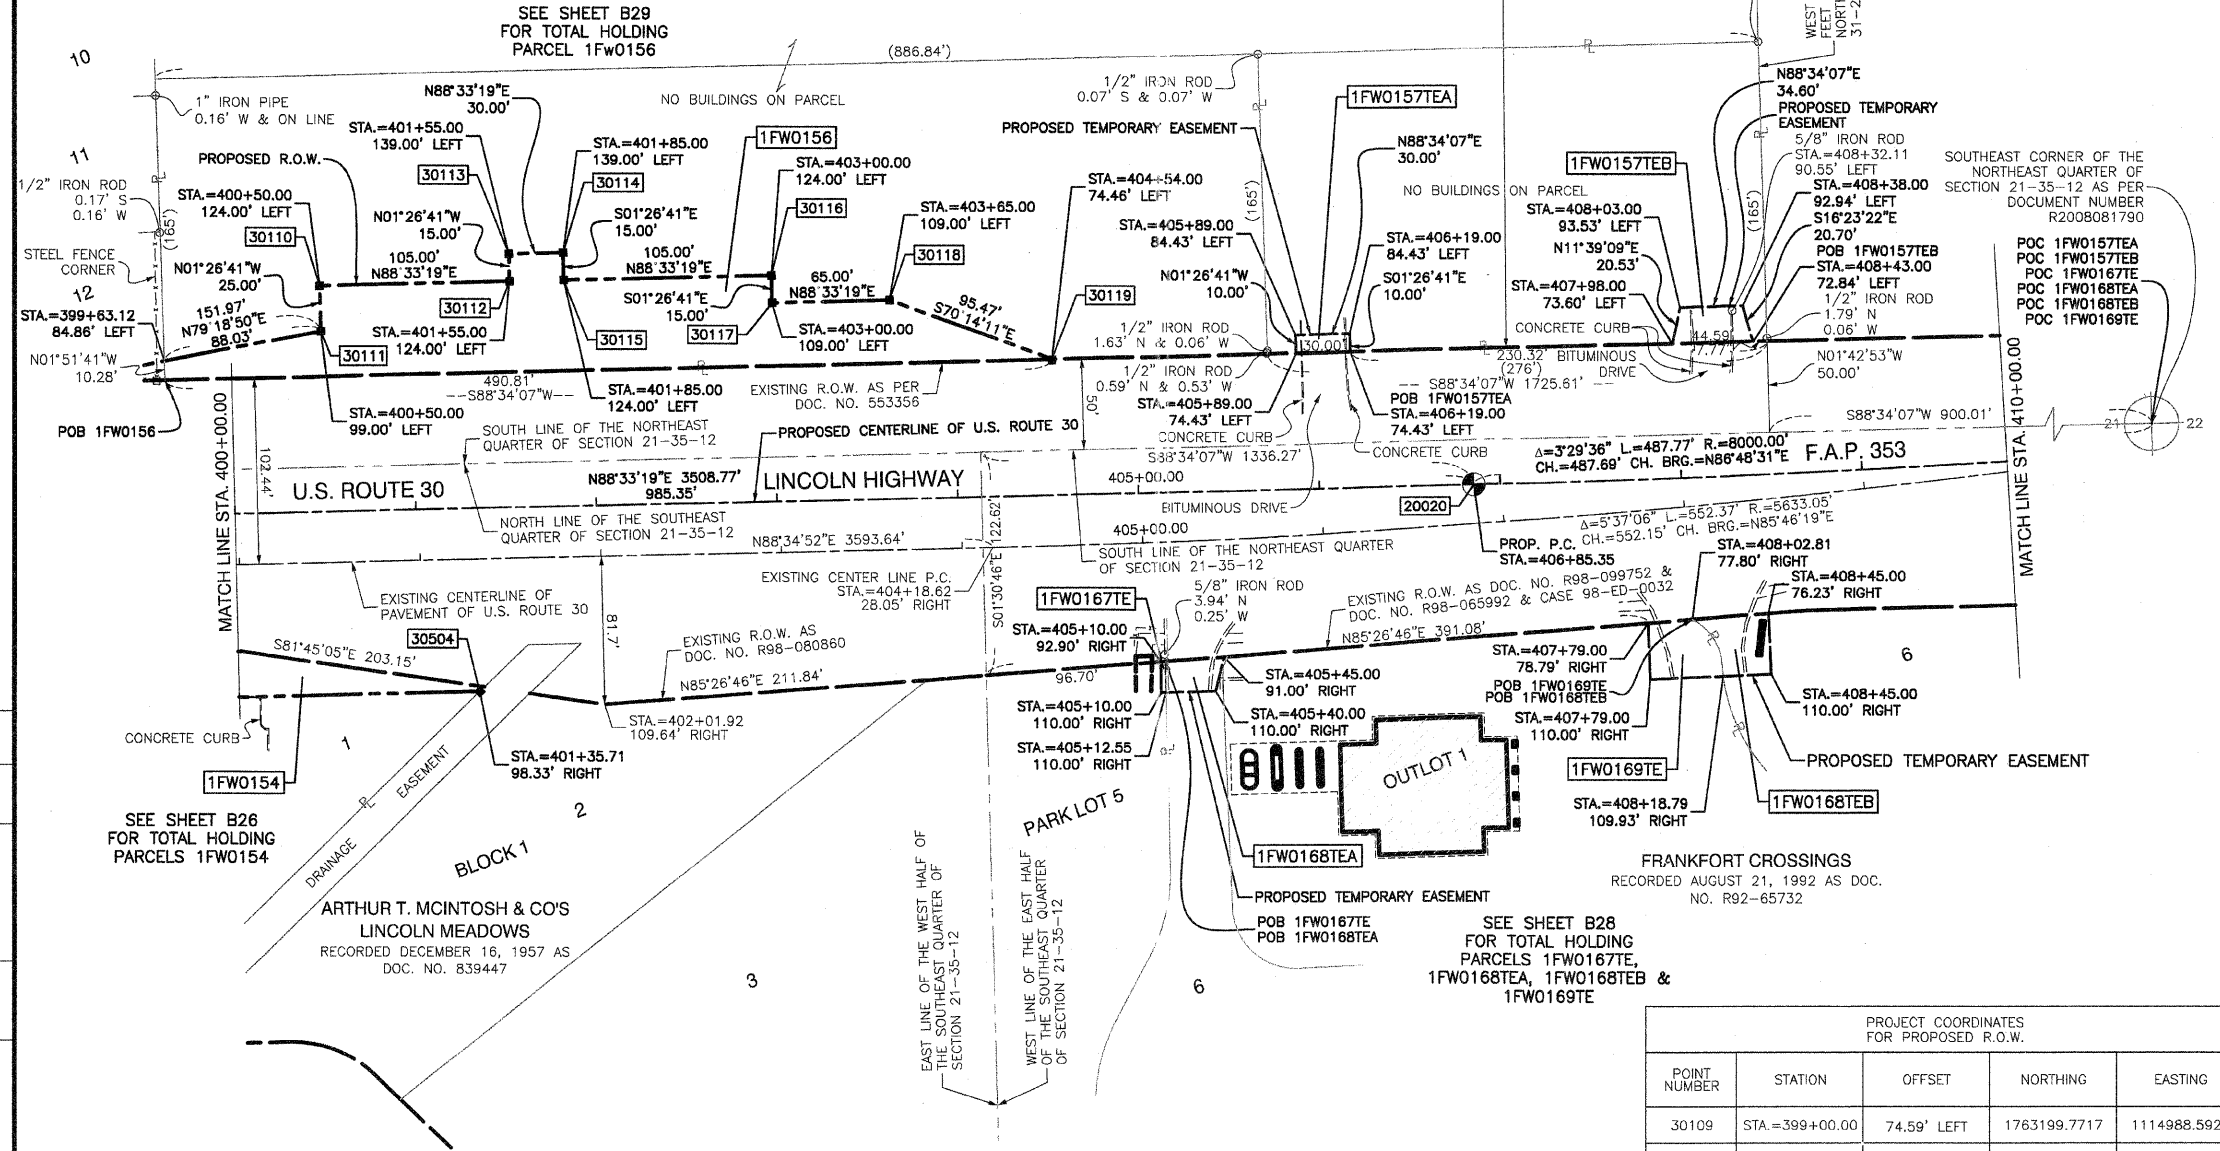 SEE SHEET B29
FOR TOTAL HOLDING
PARCEL 1Fw0156
(886.84')
10
11
12
1" IRON PIPE
0.16' W & ON LINE
1/2" IRON ROD
0.17' S
0.16' W
STEEL FENCE
CORNER
(165')
PROPOSED R.O.W.
N88°33'19"E
30.00'
NO BUILDINGS ON PARCEL
STA.=401+55.00
139.00' LEFT
STA.=401+85.00
139.00' LEFT
1FW0156
STA.=400+50.00
124.00' LEFT
30110
30113
30114
N01°26'41"W
15.00'
S01°26'41"E
15.00'
STA.=403+00.00
124.00' LEFT
30116
STA.=403+65.00
109.00' LEFT
30118
N01°26'41"W
25.00'
105.00'
N88°33'19"E
105.00'
N88°33'19"E
65.00'
N88°33'19"E
95.47'
S70°14'11"E
30119
STA.=399+63.12
84.86' LEFT
151.97'
N79°18'50"E
88.03'
30111
30112
STA.=401+55.00
124.00' LEFT
30115
S01°26'41"E
15.00'
30117
STA.=403+00.00
109.00' LEFT
N01°51'41"W
10.28'
POB 1FW0156
STA.=400+50.00
99.00' LEFT
490.81'
---S88°34'07"W--
STA.=401+85.00
124.00' LEFT
EXISTING R.O.W. AS PER
DOC. NO. 553356
1/2" IRON ROD
0.07' S & 0.07' W
1FW0157TEA
PROPOSED TEMPORARY EASEMENT
N88°34'07"E
30.00'
STA.=404+54.00
74.46' LEFT
NO BUILDINGS ON PARCEL
(165')
STA.=405+89.00
84.43' LEFT
STA.=406+19.00
84.43' LEFT
N01°26'41"W
10.00'
S01°26'41"E
10.00'
30.00'
1/2" IRON ROD
1.63' N & 0.06' W
1/2" IRON ROD
0.59' N & 0.53' W
STA.=405+89.00
74.43' LEFT
50'
CONCRETE CURB
230.32'
(276')
-- S88°34'07"W 1725.61' --
POB 1FW0157TEA
STA.=406+19.00
74.43' LEFT
CONCRETE CURB
1FW0157TEB
N88°34'07"E
34.60'
PROPOSED TEMPORARY
EASEMENT
5/8" IRON ROD
STA.=408+32.11
90.55' LEFT
STA.=408+38.00
92.94' LEFT
S16°23'22"E
20.70'
POB 1FW0157TEB
STA.=408+43.00
72.84' LEFT
1/2" IRON ROD
1.79' N
0.06' W
N01°42'53"W
50.00'
(165')
STA.=408+03.00
93.53' LEFT
N11°39'09"E
20.53'
STA.=407+98.00
73.60' LEFT
CONCRETE CURB
BITUMINOUS
DRIVE
SOUTHEAST CORNER OF THE
NORTHEAST QUARTER OF
SECTION 21-35-12 AS PER
DOCUMENT NUMBER
R2008081790
POC 1FW0157TEA
POC 1FW0157TEB
POC 1FW0167TE
POC 1FW0168TEA
POC 1FW0168TEB
POC 1FW0169TE
S88°34'07"W 900.01'
21
22
MATCH LINE STA. 400+00.00
102.44'
SOUTH LINE OF THE NORTHEAST
QUARTER OF SECTION 21-35-12
PROPOSED CENTERLINE OF U.S. ROUTE 30
S88°34'07"W 1336.27'
U.S. ROUTE 30
N88°33'19"E 3508.77'
985.35'
LINCOLN HIGHWAY
405+00.00
Δ=3°29'36" L.=487.77' R.=8000.00'
CH.=487.69' CH. BRG.=N86°48'31"E
F.A.P. 353
MATCH LINE STA. 410+00.00
NORTH LINE OF THE SOUTHEAST
QUARTER OF SECTION 21-35-12
N88°34'52"E 3593.64'
BITUMINOUS DRIVE
405+00.00
20020
PROP. P.C.
STA.=406+85.35
Δ=5°37'06" L.=552.37' R.=5633.05'
CH.=552.15' CH. BRG.=N85°46'19"E
EXISTING CENTERLINE OF
PAVEMENT OF U.S. ROUTE 30
EXISTING CENTER LINE P.C.
STA.=404+18.62
28.05' RIGHT
S01°30'46"E 122.62'
SOUTH LINE OF THE NORTHEAST QUARTER
OF SECTION 21-35-12
81.7'
S81°45'05"E 203.15'
30504
EXISTING R.O.W. AS
DOC. NO. R98-080860
N85°26'46"E 211.84'
1FW0167TE
5/8" IRON ROD
3.94' N
0.25' W
EXISTING R.O.W. AS DOC. NO. R98-099752 &
DOC. NO. R98-065992 & CASE 98-ED-0032
N85°26'46"E 391.08'
STA.=408+02.81
77.80' RIGHT
STA.=408+45.00
76.23' RIGHT
STA.=405+10.00
92.90' RIGHT
96.70'
STA.=405+45.00
91.00' RIGHT
STA.=405+10.00
110.00' RIGHT
STA.=405+40.00
110.00' RIGHT
STA.=405+12.55
110.00' RIGHT
STA.=407+79.00
78.79' RIGHT
POB 1FW0169TE
POB 1FW0168TEB
STA.=407+79.00
110.00' RIGHT
STA.=408+45.00
110.00' RIGHT
6
PROPOSED TEMPORARY EASEMENT
1FW0169TE
1FW0168TEB
STA.=408+18.79
109.93' RIGHT
STA.=402+01.92
109.64' RIGHT
STA.=401+35.71
98.33' RIGHT
CONCRETE CURB
1
1FW0154
SEE SHEET B26
FOR TOTAL HOLDING
PARCELS 1FW0154
DRAINAGE EASEMENT
2
BLOCK 1
ARTHUR T. MCINTOSH & CO'S
LINCOLN MEADOWS
RECORDED DECEMBER 16, 1957 AS
DOC. NO. 839447
3
PARK LOT 5
OUTLOT 1
1FW0168TEA
PROPOSED TEMPORARY EASEMENT
POB 1FW0167TE
POB 1FW0168TEA
6
EAST LINE OF THE WEST HALF OF
THE SOUTHEAST QUARTER OF
SECTION 21-35-12
WEST LINE OF THE EAST HALF
OF THE SOUTHEAST QUARTER
OF SECTION 21-35-12
SEE SHEET B28
FOR TOTAL HOLDING
PARCELS 1FW0167TE,
1FW0168TEA, 1FW0168TEB &
1FW0169TE
FRANKFORT CROSSINGS
RECORDED AUGUST 21, 1992 AS DOC.
NO. R92-65732
PROJECT COORDINATES
FOR PROPOSED R.O.W.
POINT NUMBER STATION OFFSET NORTHING EASTING
30109 STA.=399+00.00 74.59' LEFT 1763199.7717 1114988.592